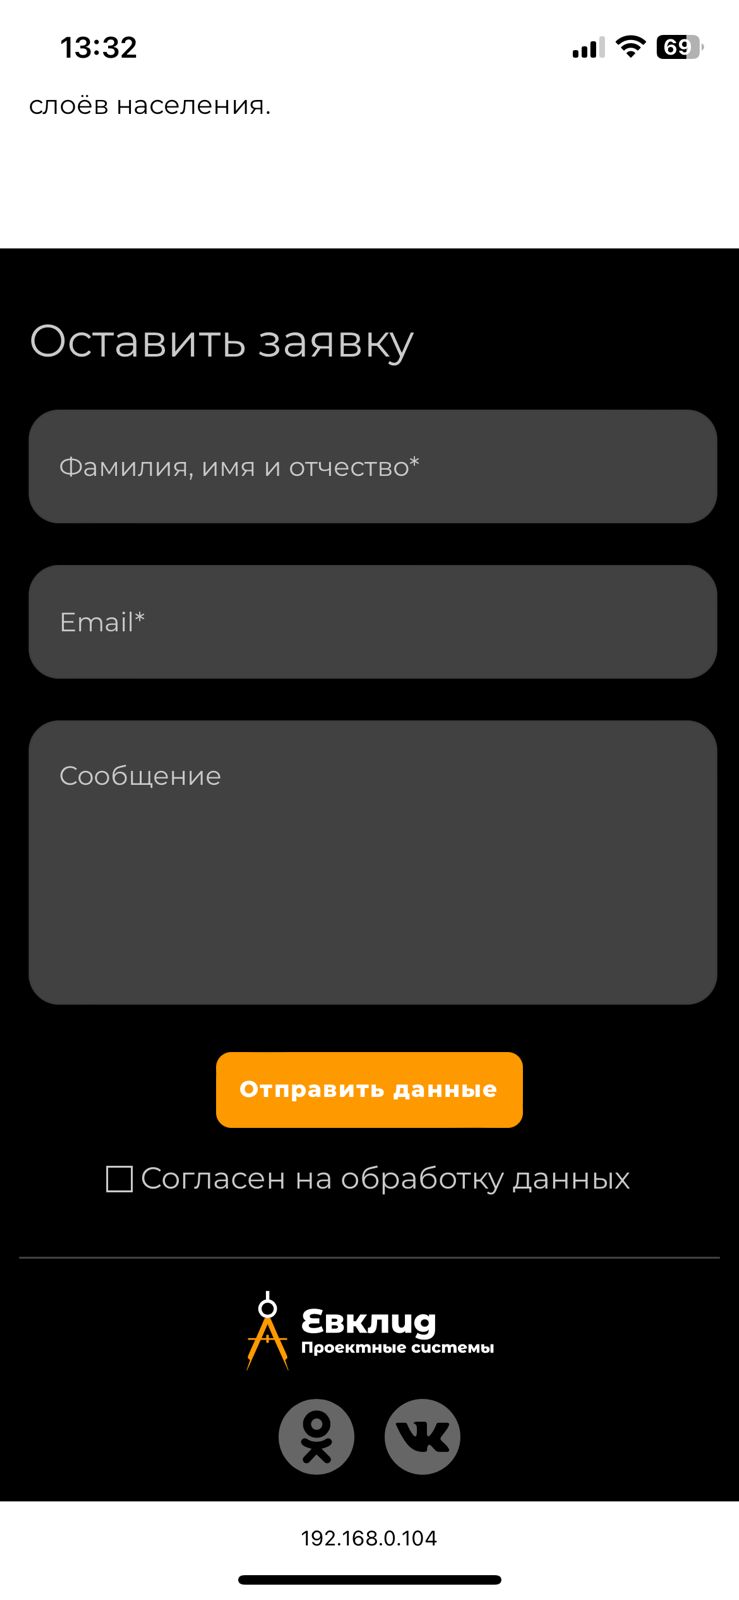 13:32
69
слоёв населения.
Оставить заявку
Фамилия, имя и отчество*
Email*
Сообщение
Отправить данные
Согласен на обработку данных
Евклид
Проектные системы
192.168.0.104